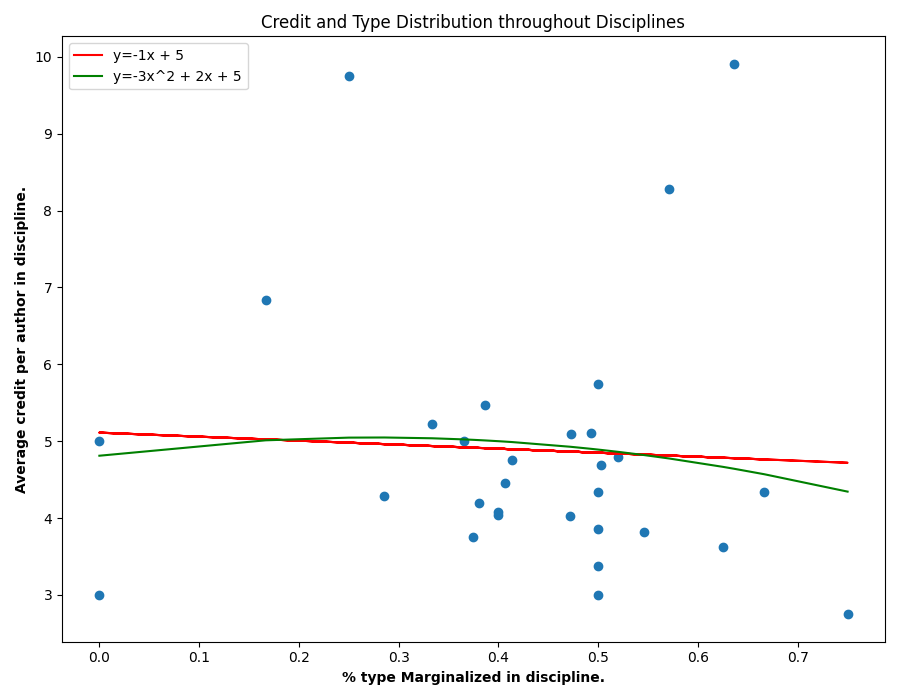 Credit and Type Distribution throughout Disciplines
y=-1x + 5
y=-3x^2 + 2x + 5
10
9
8
7
6
5
4
3
Average credit per author in discipline.
0.0 0.1 0.2 0.3 0.4 0.5 0.6 0.7
% type Marginalized in discipline.